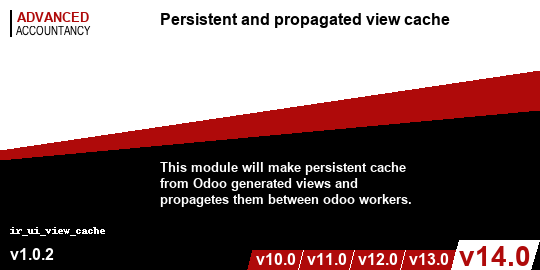 ADVANCED
ACCOUNTANCY
Persistent and propagated view cache
This module will make persistent cache
from Odoo generated views and
propagetes them between odoo workers.
ir_ui_view_cache
v1.0.2
v10.0 v11.0 v12.0 v13.0 v14.0